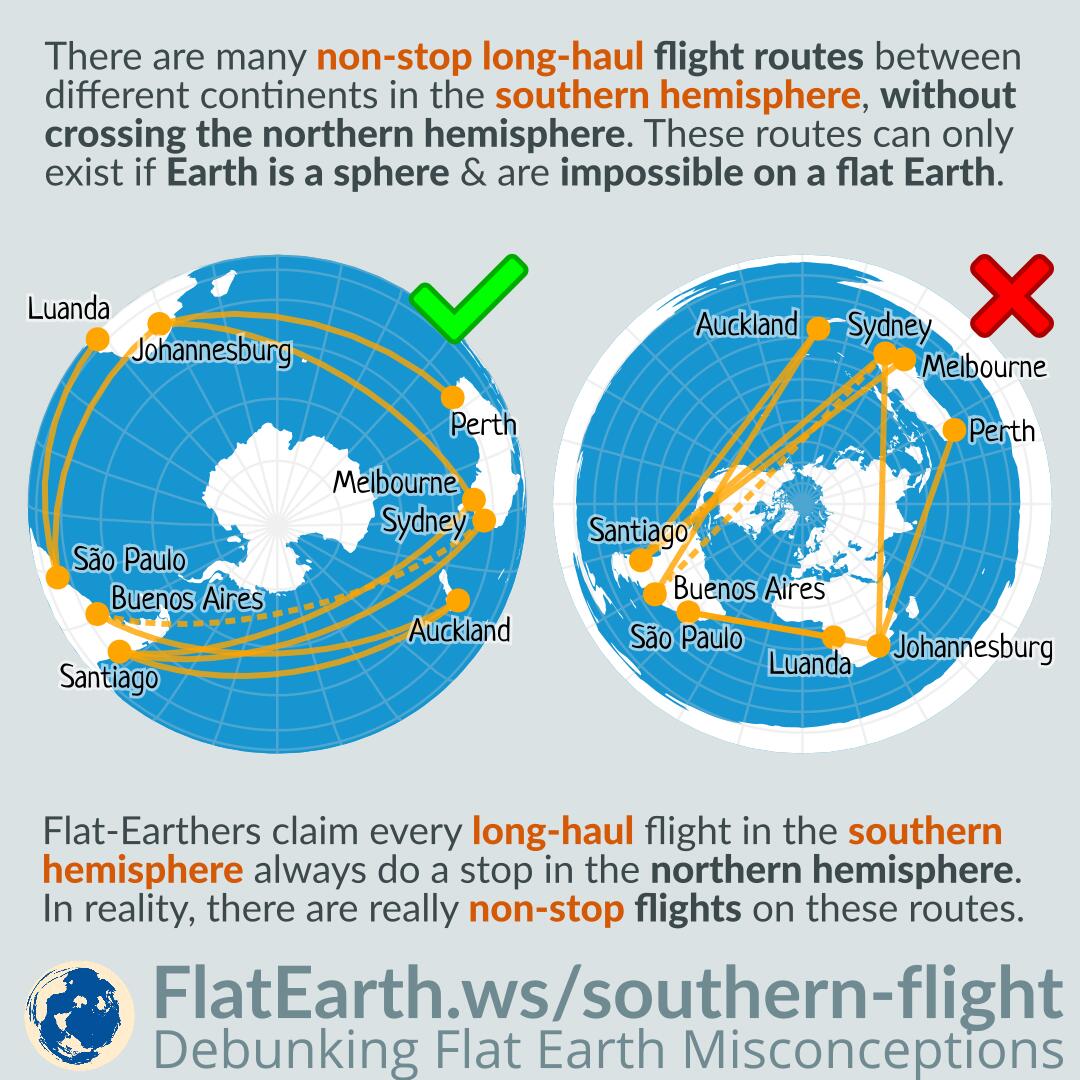 There are many non-stop long-haul flight routes between
different continents in the southern hemisphere, without
crossing the northern hemisphere. These routes can only
exist if Earth is a sphere & are impossible on a flat Earth.
Luanda
Johannesburg
Perth
Melbourne
Sydney
São Paulo
Buenos Aires
Auckland
Santiago
Auckland
Sydney
Melbourne
Perth
Santiago
Buenos Aires
São Paulo
Luanda
Johannesburg
Flat-Earthers claim every long-haul flight in the southern
hemisphere always do a stop in the northern hemisphere.
In reality, there are really non-stop flights on these routes.
FlatEarth.ws/southern-flight
Debunking Flat Earth Misconceptions